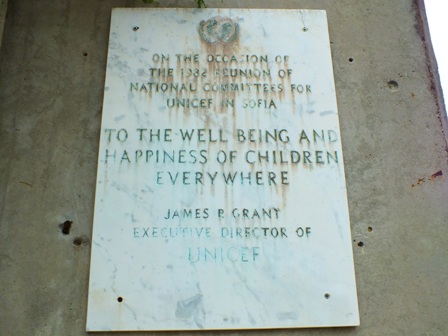 ON THE OCCASION OF
THE 1982 REUNION OF
NATIONAL COMMITTEES FOR
UNICEF IN SOFIA
TO THE WELL BEING AND
HAPPINESS OF CHILDREN
EVERYWHERE
JAMES P. GRANT
EXECUTIVE DIRECTOR OF
UNICEF